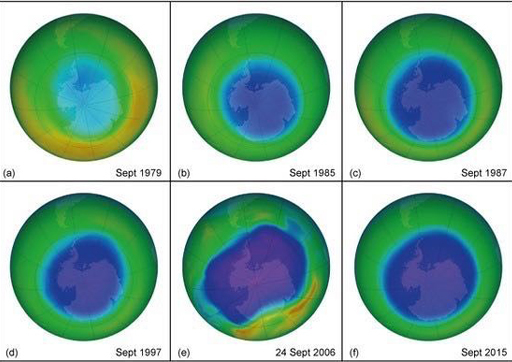 (a) Sept 1979
(b) Sept 1985
(c) Sept 1987
(d) Sept 1997
(e) 24 Sept 2006
(f) Sept 2015